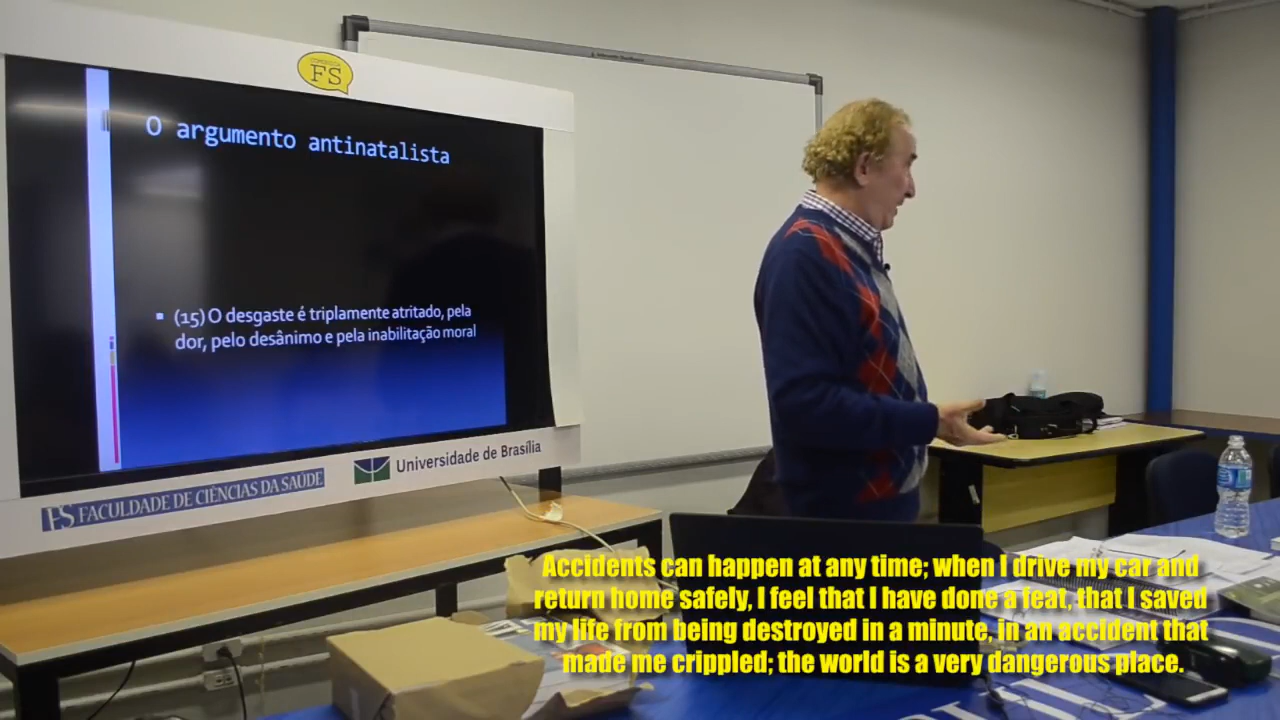 FS
O argumento antinatalista
(15) O desgaste é triplamente atritado, pela
dor, pelo desânimo e pela inabilitação moral
FS FACULDADE DE CIÊNCIAS DA SAÚDE
Universidade de Brasília
Accidents can happen at any time; when I drive my car and
return home safely, I feel that I have done a feat, that I saved
my life from being destroyed in a minute, in an accident that
made me crippled; the world is a very dangerous place.